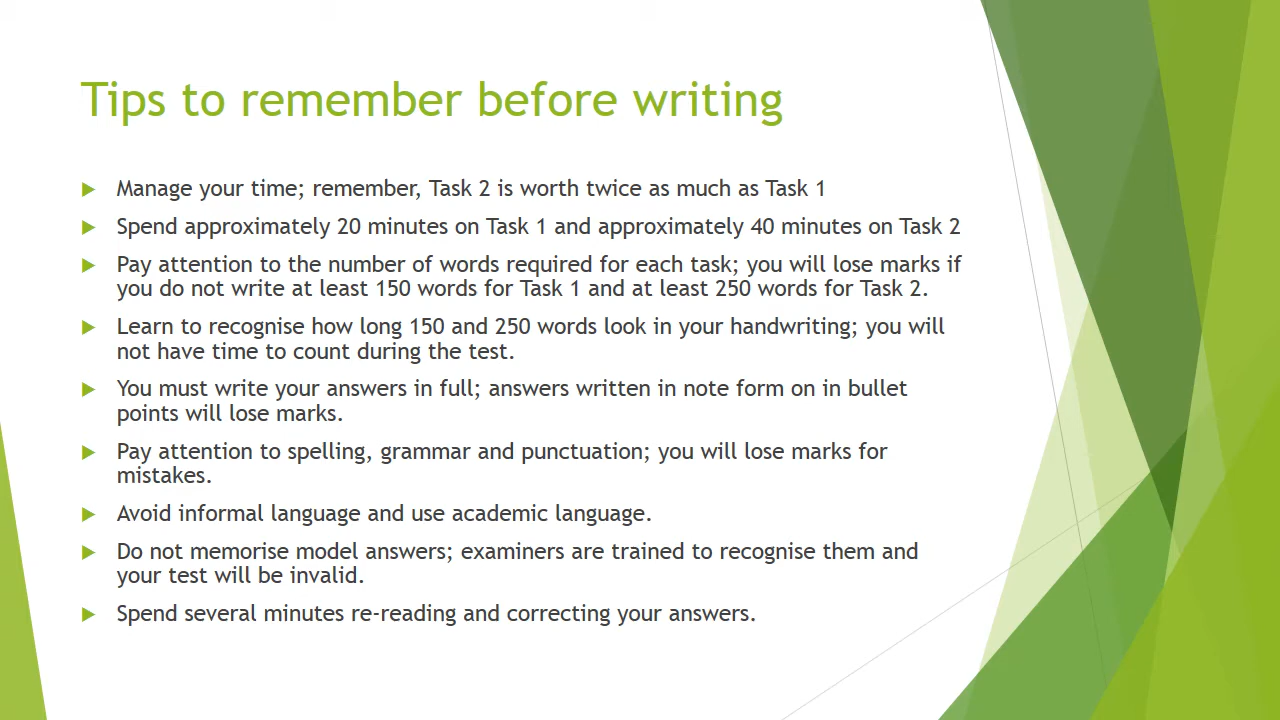 Tips to remember before writing
Manage your time; remember, Task 2 is worth twice as much as Task 1
Spend approximately 20 minutes on Task 1 and approximately 40 minutes on Task 2
Pay attention to the number of words required for each task; you will lose marks if
you do not write at least 150 words for Task 1 and at least 250 words for Task 2.
Learn to recognise how long 150 and 250 words look in your handwriting; you will
not have time to count during the test.
You must write your answers in full; answers written in note form on in bullet
points will lose marks.
Pay attention to spelling, grammar and punctuation; you will lose marks for
mistakes.
Avoid informal language and use academic language.
Do not memorise model answers; examiners are trained to recognise them and
your test will be invalid.
Spend several minutes re-reading and correcting your answers.